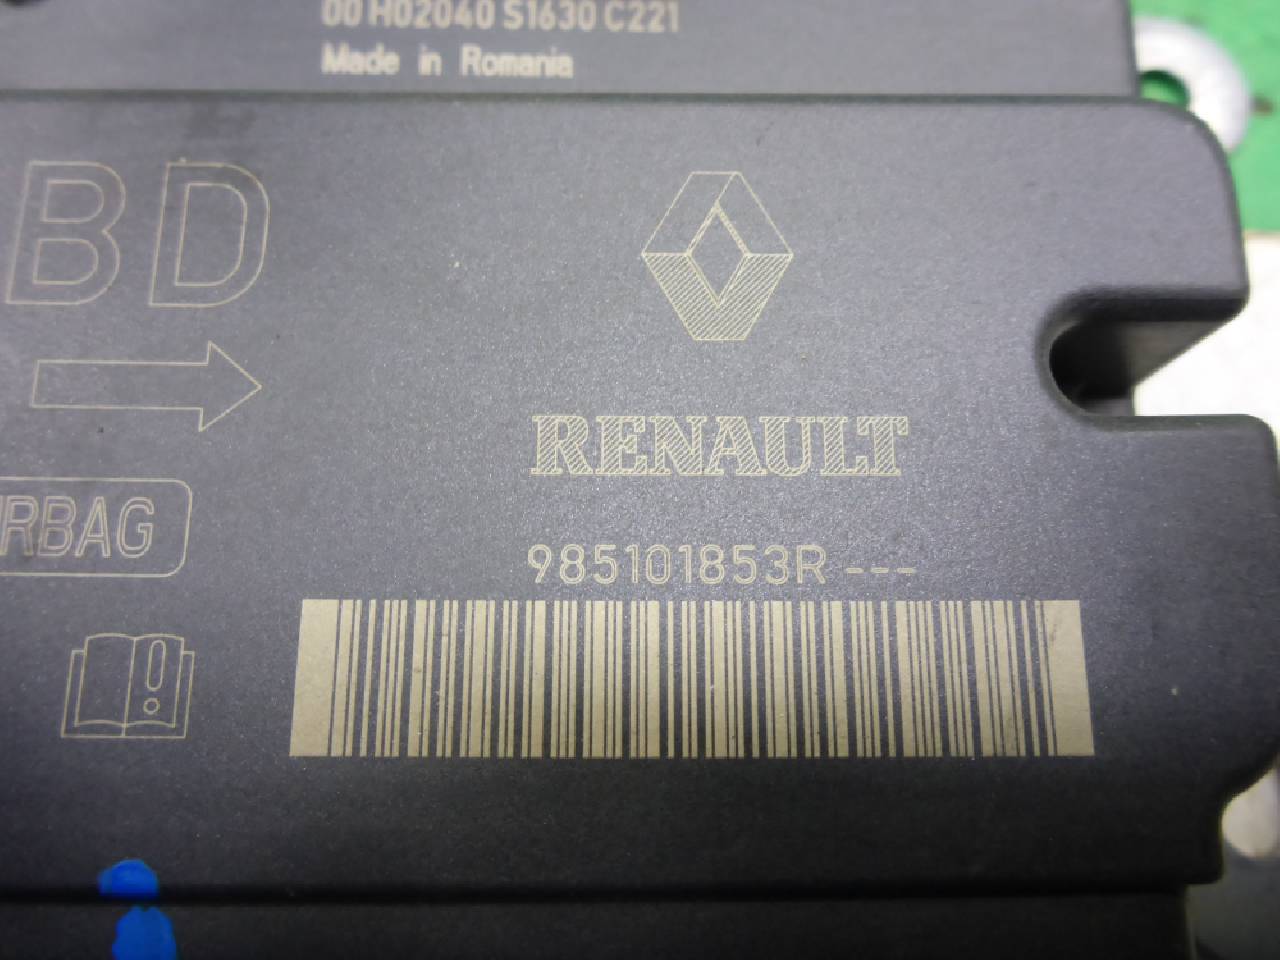 00 H02040 S1630 C221
Made in Romania
BD
RENAULT
RBAG
985101853R ---